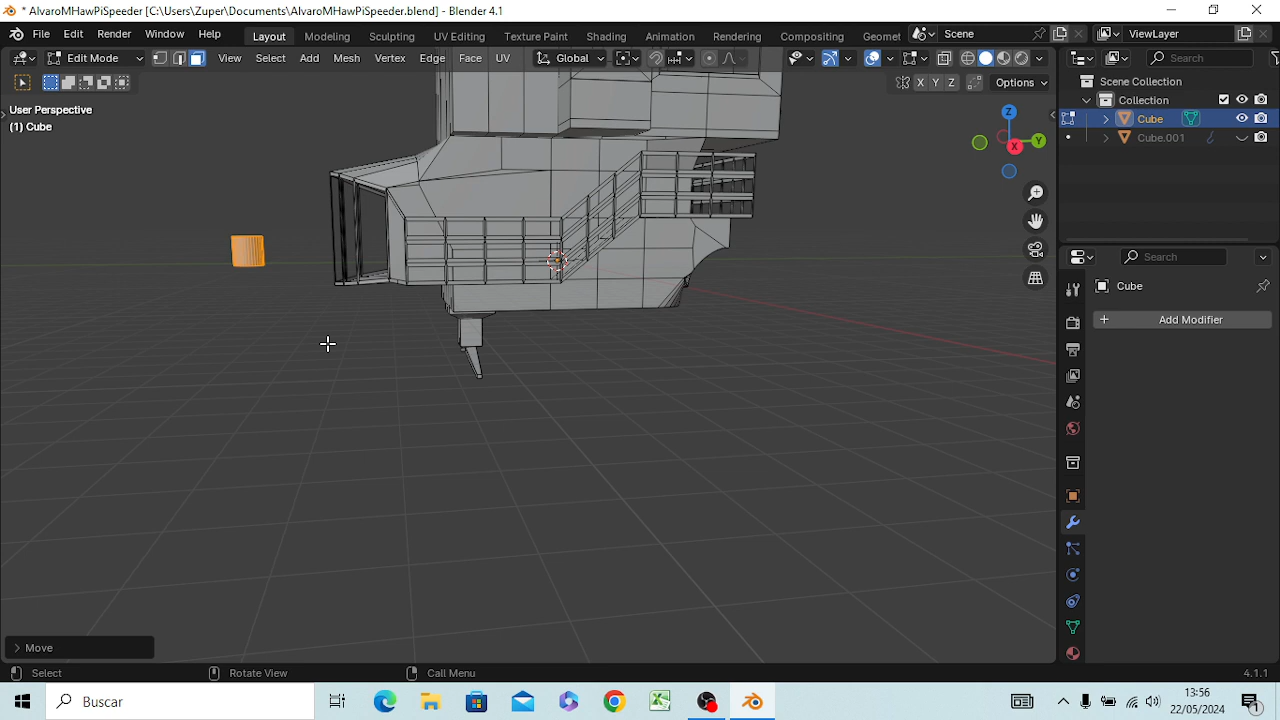 * AlvaroMHawPiSpeeder [C:\Users\Zuper\Documents\AlvaroMHawPiSpeeder.blend] - Blender 4.1
File Edit Render Window Help Layout Modeling Sculpting UV Editing Texture Paint Shading Animation Rendering Compositing Geomet Scene ViewLayer
Edit Mode View Select Add Mesh Vertex Edge Face UV Global Search
X Y Z Options
User Perspective
(1) Cube
Z
Y
X
Scene Collection
Collection
Cube
Cube.001
Search
Cube
+ Add Modifier
> Move
Select Rotate View Call Menu 4.1.1
Buscar
13:56
22/05/2024
1